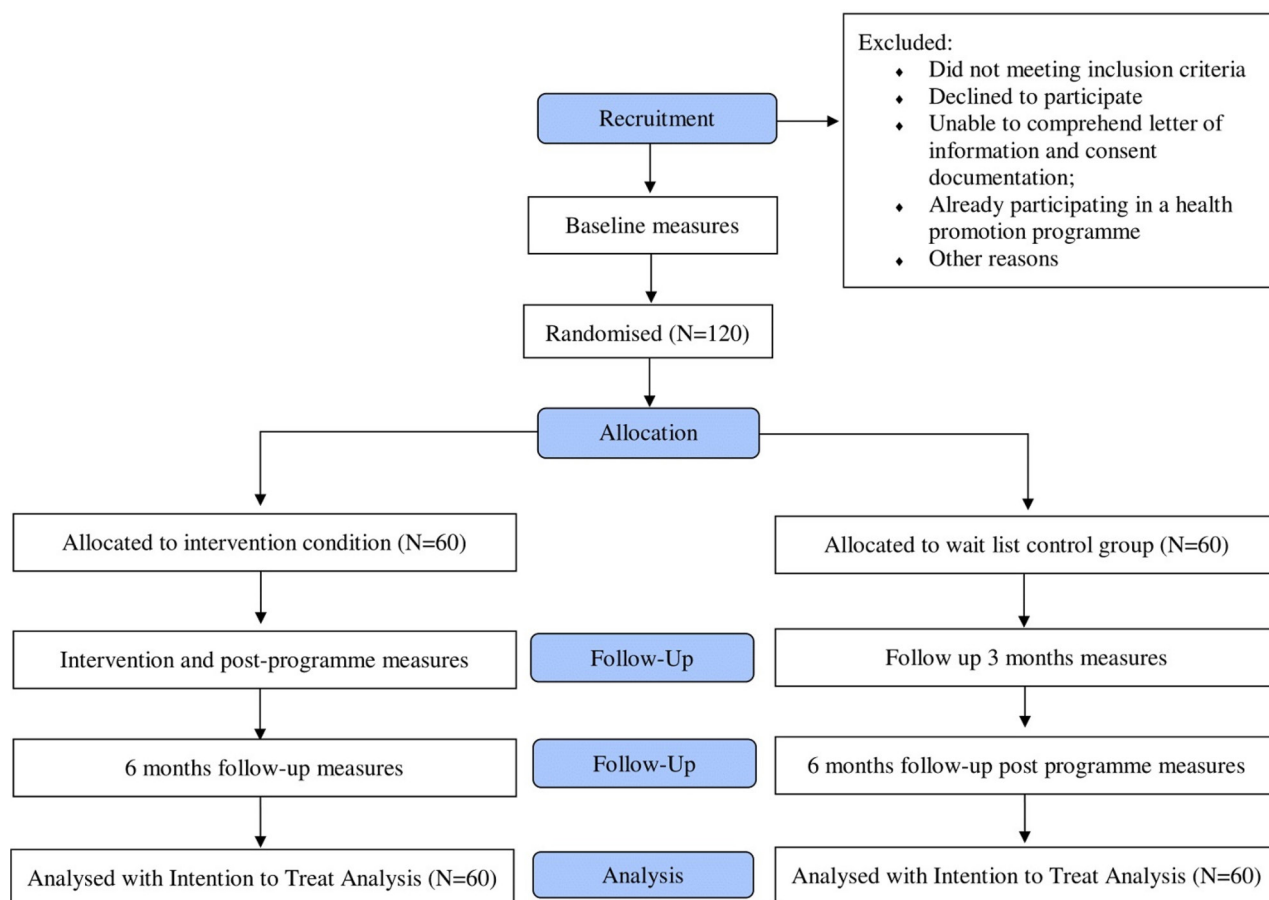 Excluded:
♦ Did not meeting inclusion criteria
♦ Declined to participate
♦ Unable to comprehend letter of
information and consent
documentation;
♦ Already participating in a health
promotion programme
♦ Other reasons
Recruitment
Baseline measures
Randomised (N=120)
Allocation
Allocated to intervention condition (N=60)
Allocated to wait list control group (N=60)
Intervention and post-programme measures
Follow-Up
Follow up 3 months measures
6 months follow-up measures
Follow-Up
6 months follow-up post programme measures
Analysed with Intention to Treat Analysis (N=60)
Analysis
Analysed with Intention to Treat Analysis (N=60)